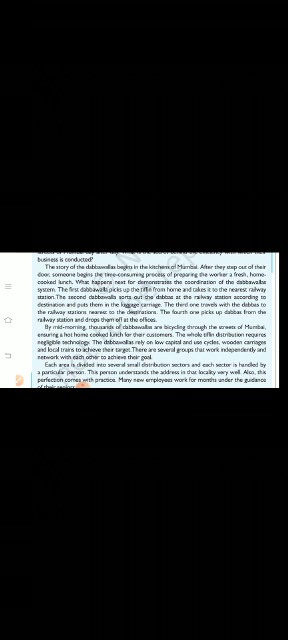 business is conducted?
The story of the dabbawallas begins in the kitchens of Mumbai. After they step out of their
door, someone begins the time-consuming process of preparing the worker a fresh, home-
cooked lunch. What happens next for demonstrates the coordination of the dabbawallas
system. The first dabbawalla picks up the tiffin from home and takes it to the nearest railway
station. The second dabbawalla sorts out the dabbas at the railway station according to
destination and puts them in the luggage carriage. The third one travels with the dabbas to
the railway stations nearest to the destinations. The fourth one picks up dabbas from the
railway station and drops them off at the offices.
By mid-morning, thousands of dabbawallas are bicycling through the streets of Mumbai,
ensuring a hot home cooked lunch for their customers. The whole tiffin distribution requires
negligible technology. The dabbawallas rely on low capital and use cycles, wooden carriages
and local trains to achieve their target. There are several groups that work independently and
network with each other to achieve their goal.
Each area is divided into several small distribution sectors and each sector is handled by
a particular person. This person understands the address in that locality very well. Also, this
perfection comes with practice. Many new employees work for months under the guidance
of their seniors